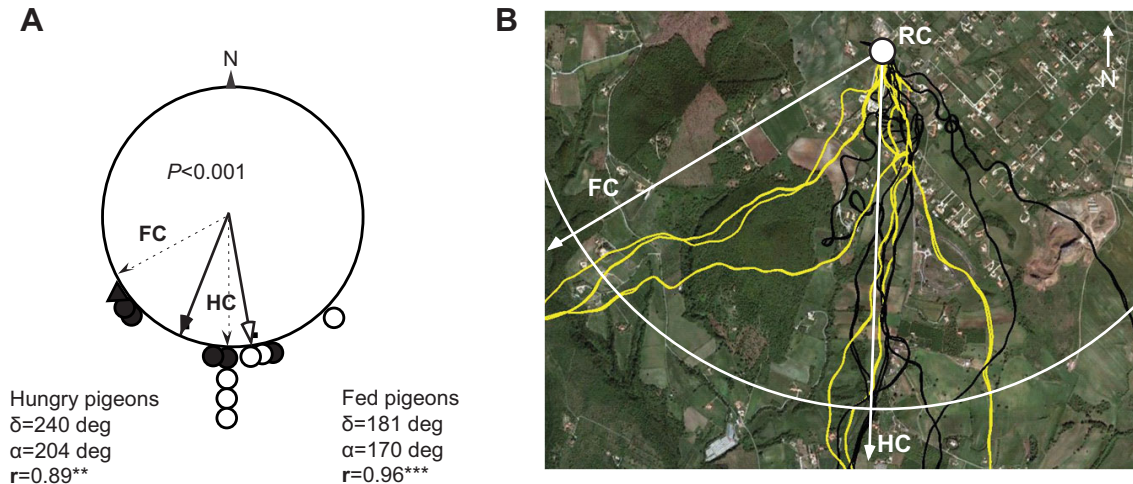 A
N
P<0.001
FC
HC
Hungry pigeons
δ=240 deg
α=204 deg
r=0.89**
Fed pigeons
δ=181 deg
α=170 deg
r=0.96***
B
RC
N
FC
HC